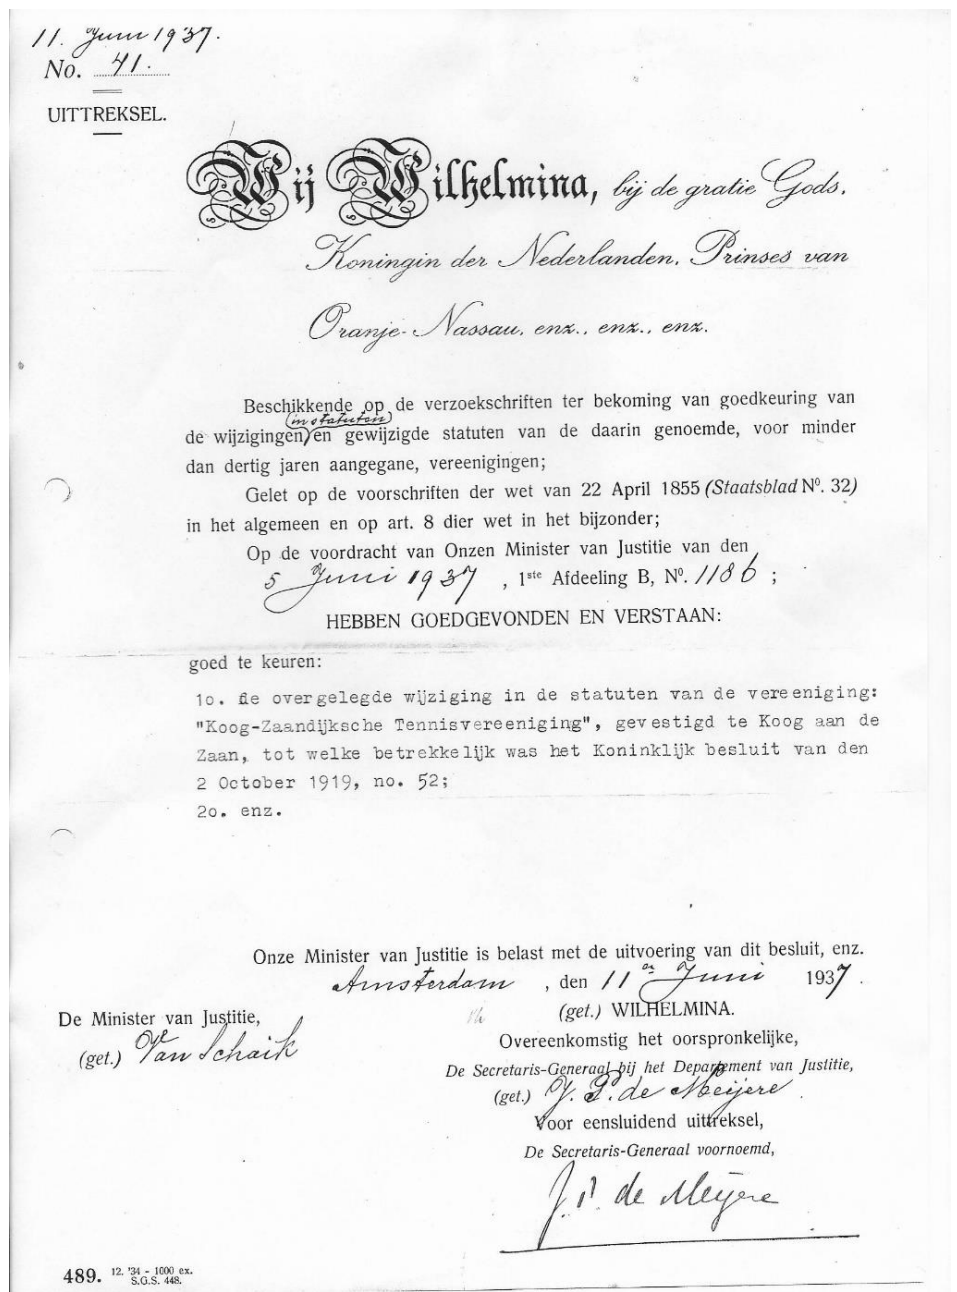 11. Juni 1937.
No. 41.
UITTREKSEL.
Wij Wilhelmina, bij de gratie Gods,
Koningin der Nederlanden, Prinses van
Oranje-Nassau, enz., enz., enz.
Beschikkende op de verzoekschriften ter bekoming van goedkeuring van
in statuten
de wijzigingen en gewijzigde statuten van de daarin genoemde, voor minder
dan dertig jaren aangegane, vereenigingen;
Gelet op de voorschriften der wet van 22 April 1855 (Staatsblad Nº. 32)
in het algemeen en op art. 8 dier wet in het bijzonder;
Op de voordracht van Onzen Minister van Justitie van den
5 Juni 1937, 1ste Afdeeling B, Nº. 1186;
HEBBEN GOEDGEVONDEN EN VERSTAAN:
goed te keuren:
1o. de overgelegde wijziging in de statuten van de vereeniging:
"Koog-Zaandijksche Tennisvereeniging", gevestigd te Koog aan de
Zaan, tot welke betrekkelijk was het Koninklijk besluit van den
2 October 1919, no. 52;
2o. enz.
Onze Minister van Justitie is belast met de uitvoering van dit besluit, enz.
Amsterdam, den 11en Juni 1937.
(get.) WILHELMINA.
De Minister van Justitie,
(get.) Van Schaik
Overeenkomstig het oorspronkelijke,
De Secretaris-Generaal bij het Departement van Justitie,
(get.) J. P. de Meijere.
Voor eensluidend uittreksel,
De Secretaris-Generaal voornoemd,
J. P. de Meijere
489. 12. '34 - 1000 ex.
S.G.S. 448.